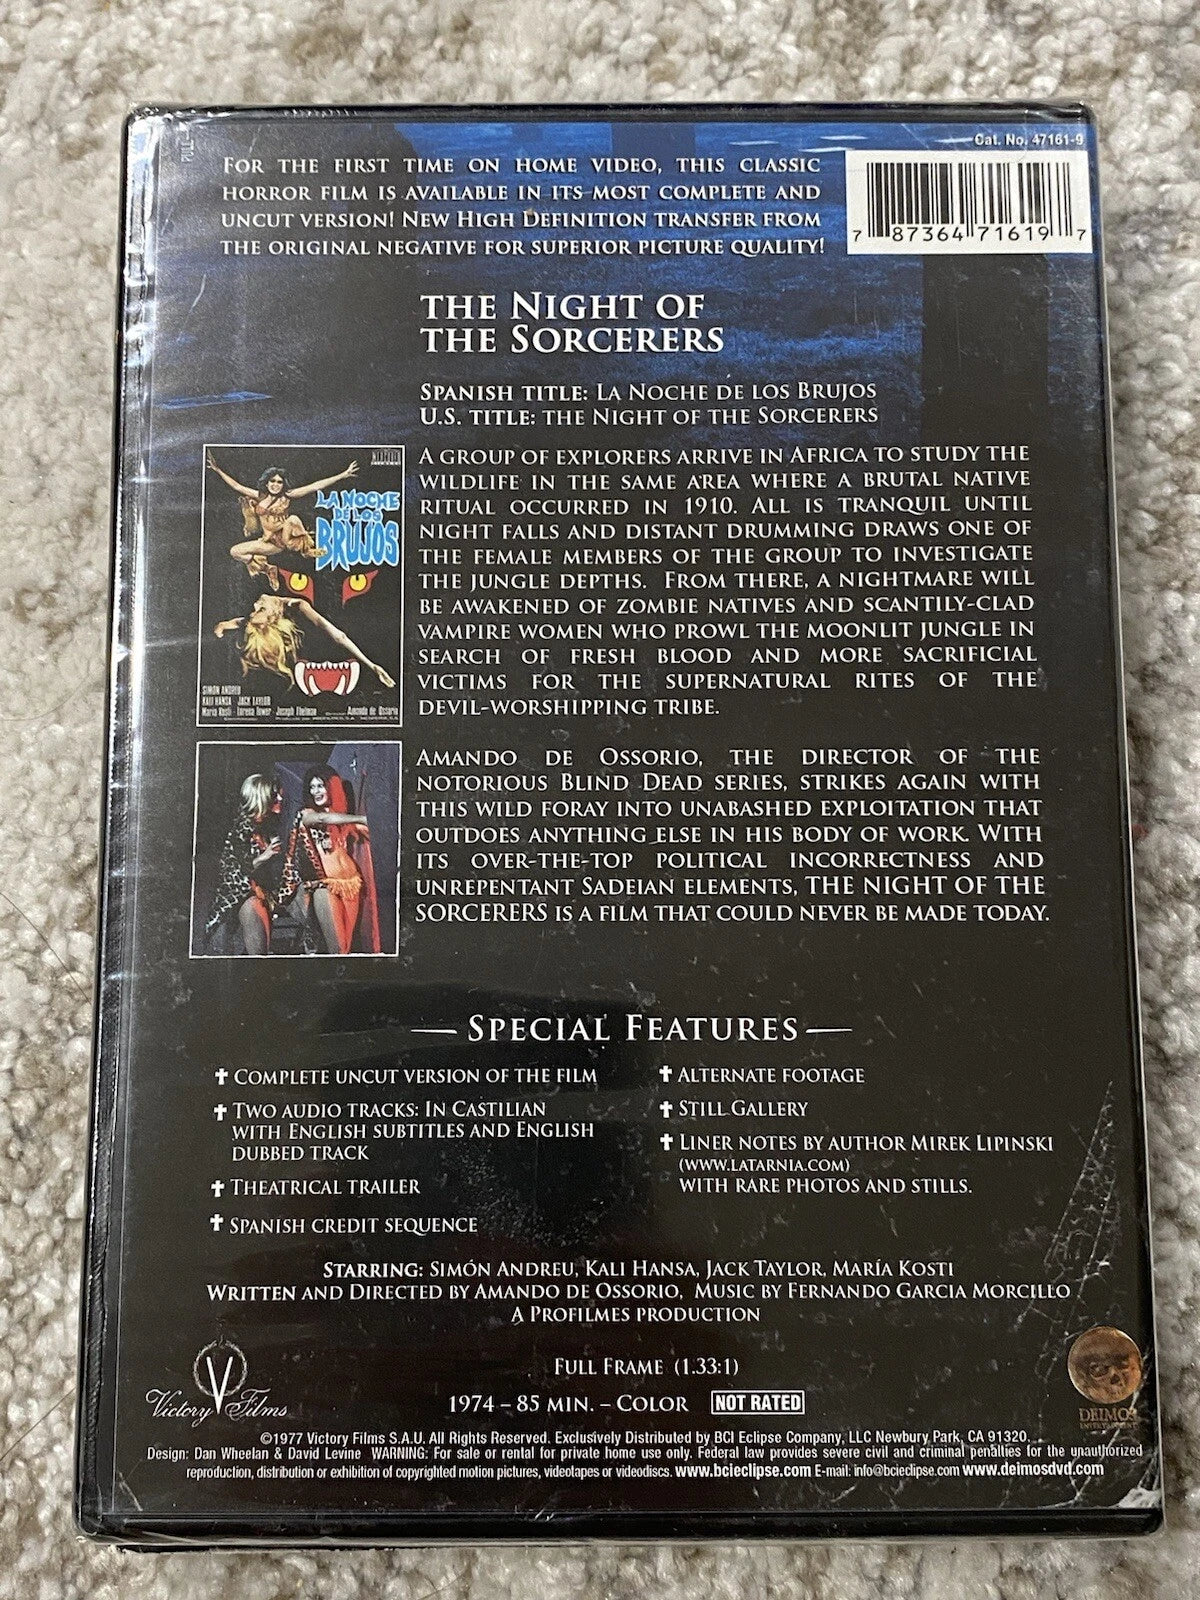 PULL
Cat. No. 47161-9
FOR THE FIRST TIME ON HOME VIDEO, THIS CLASSIC
HORROR FILM IS AVAILABLE IN ITS MOST COMPLETE AND
UNCUT VERSION! NEW HIGH DEFINITION TRANSFER FROM
THE ORIGINAL NEGATIVE FOR SUPERIOR PICTURE QUALITY!
7 87364 71619 7
THE NIGHT OF
THE SORCERERS
SPANISH TITLE: LA NOCHE DE LOS BRUJOS
U.S. TITLE: THE NIGHT OF THE SORCERERS
LA NOCHE
DE LOS
BRUJOS
SIMON ANDREU
KALI HANSA JACK TAYLOR
Maria Kosti Lorena Tower Joseph Thelman Amando de Ossorio
A GROUP OF EXPLORERS ARRIVE IN AFRICA TO STUDY THE
WILDLIFE IN THE SAME AREA WHERE A BRUTAL NATIVE
RITUAL OCCURRED IN 1910. ALL IS TRANQUIL UNTIL
NIGHT FALLS AND DISTANT DRUMMING DRAWS ONE OF
THE FEMALE MEMBERS OF THE GROUP TO INVESTIGATE
THE JUNGLE DEPTHS. FROM THERE, A NIGHTMARE WILL
BE AWAKENED OF ZOMBIE NATIVES AND SCANTILY-CLAD
VAMPIRE WOMEN WHO PROWL THE MOONLIT JUNGLE IN
SEARCH OF FRESH BLOOD AND MORE SACRIFICIAL
VICTIMS FOR THE SUPERNATURAL RITES OF THE
DEVIL-WORSHIPPING TRIBE.
AMANDO DE OSSORIO, THE DIRECTOR OF THE
NOTORIOUS BLIND DEAD SERIES, STRIKES AGAIN WITH
THIS WILD FORAY INTO UNABASHED EXPLOITATION THAT
OUTDOES ANYTHING ELSE IN HIS BODY OF WORK. WITH
ITS OVER-THE-TOP POLITICAL INCORRECTNESS AND
UNREPENTANT SADEIAN ELEMENTS, THE NIGHT OF THE
SORCERERS IS A FILM THAT COULD NEVER BE MADE TODAY.
SPECIAL FEATURES
COMPLETE UNCUT VERSION OF THE FILM
TWO AUDIO TRACKS: IN CASTILIAN
WITH ENGLISH SUBTITLES AND ENGLISH
DUBBED TRACK
THEATRICAL TRAILER
SPANISH CREDIT SEQUENCE
ALTERNATE FOOTAGE
STILL GALLERY
LINER NOTES BY AUTHOR MIREK LIPINSKI
(WWW.LATARNIA.COM)
WITH RARE PHOTOS AND STILLS.
STARRING: SIMÓN ANDREU, KALI HANSA, JACK TAYLOR, MARÍA KOSTI
WRITTEN AND DIRECTED BY AMANDO DE OSSORIO, MUSIC BY FERNANDO GARCIA MORCILLO
A PROFILMES PRODUCTION
V
Victory Films
FULL FRAME (1.33:1)
1974 – 85 MIN. – COLOR NOT RATED
DEIMOS
ENTERTAINMENT
©1977 Victory Films S.A.U. All Rights Reserved. Exclusively Distributed by BCI Eclipse Company, LLC Newbury Park, CA 91320.
Design: Dan Wheelan & David Levine WARNING: For sale or rental for private home use only. Federal law provides severe civil and criminal penalties for the unauthorized
reproduction, distribution or exhibition of copyrighted motion pictures, videotapes or videodiscs. www.bcieclipse.com E-mail: info@bcieclipse.com www.deimosdvd.com